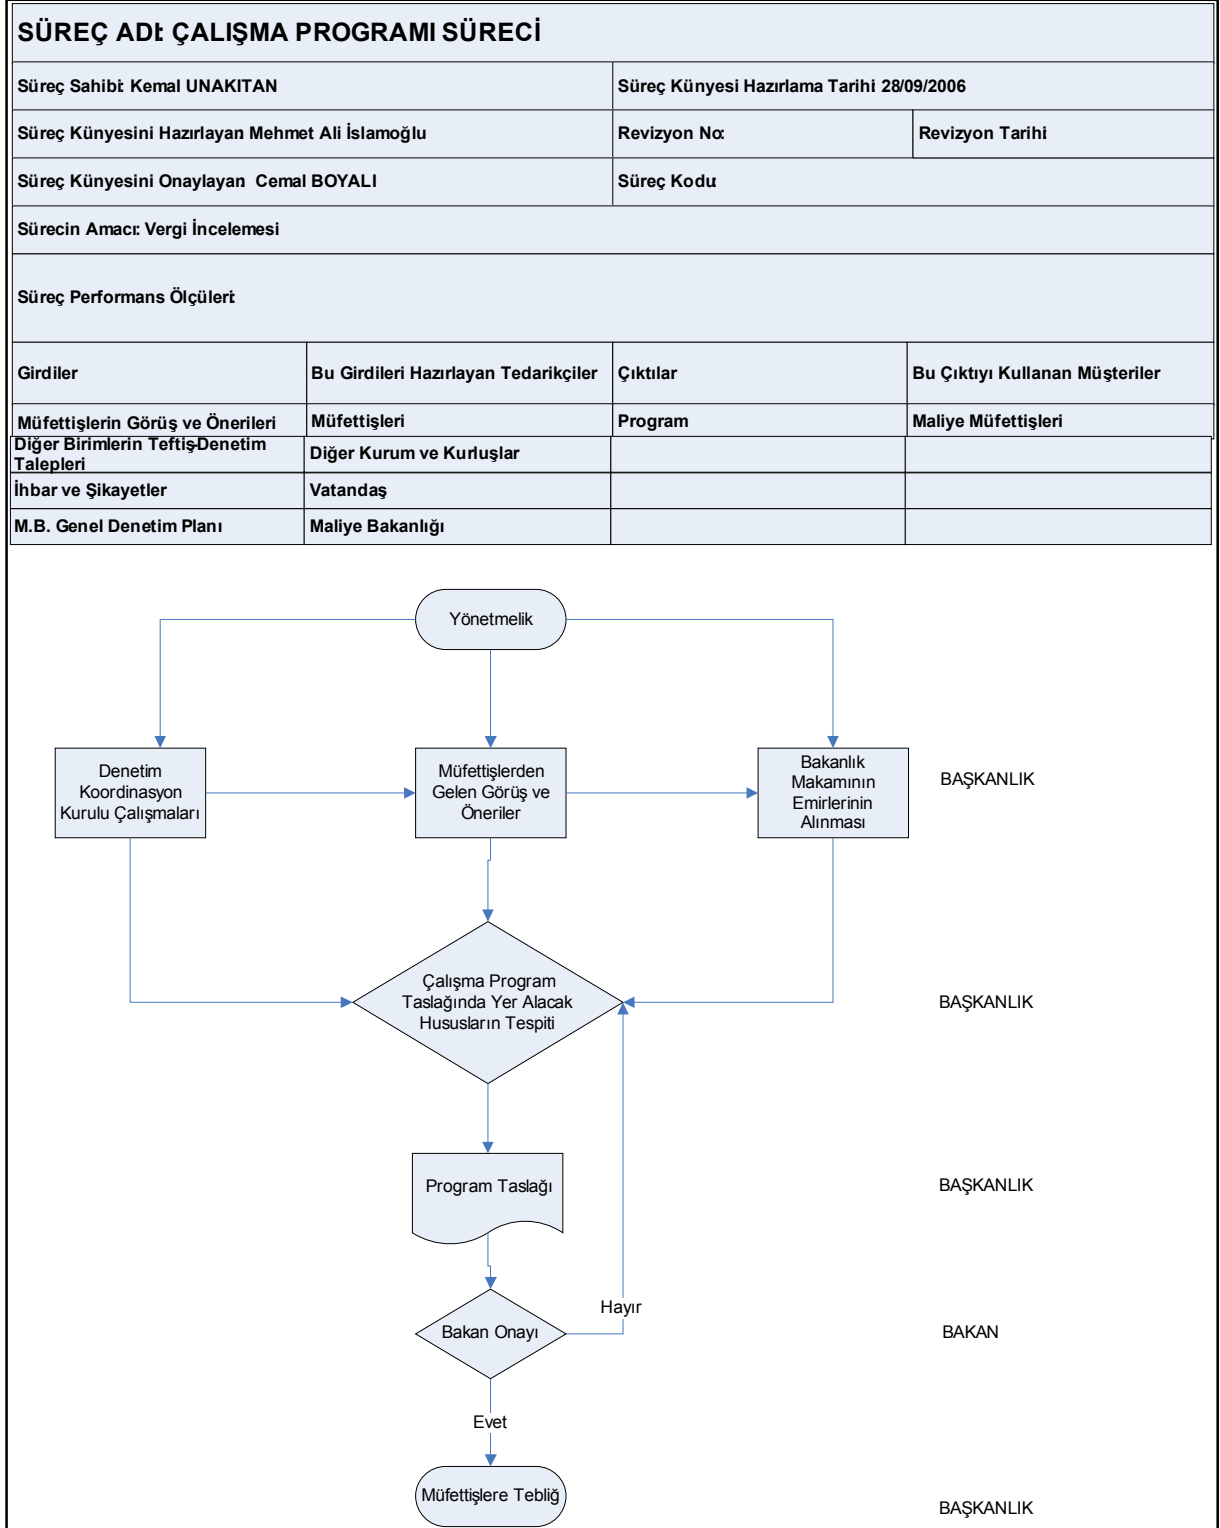 SÜREÇ ADI: ÇALIŞMA PROGRAMI SÜRECİ
Süreç Sahibi: Kemal UNAKITAN
Süreç Künyesi Hazırlama Tarihi: 28/09/2006
Süreç Künyesini Hazırlayan: Mehmet Ali İslamoğlu
Revizyon No:
Revizyon Tarihi:
Süreç Künyesini Onaylayan: Cemal BOYALI
Süreç Kodu:
Sürecin Amacı: Vergi İncelemesi
Süreç Performans Ölçüleri:
Girdiler
Bu Girdileri Hazırlayan Tedarikçiler
Çıktılar
Bu Çıktıyı Kullanan Müşteriler
Müfettişlerin Görüş ve Önerileri
Müfettişleri
Program
Maliye Müfettişleri
Diğer Birimlerin Teftiş-Denetim
Talepleri
Diğer Kurum ve Kurluşlar
İhbar ve Şikayetler
Vatandaş
M.B. Genel Denetim Planı
Maliye Bakanlığı
Yönetmelik
Denetim
Koordinasyon
Kurulu Çalışmaları
Müfettişlerden
Gelen Görüş ve
Öneriler
Bakanlık
Makamının
Emirlerinin
Alınması
BAŞKANLIK
Çalışma Program
Taslağında Yer Alacak
Hususların Tespiti
BAŞKANLIK
Program Taslağı
BAŞKANLIK
Hayır
Bakan Onayı
BAKAN
Evet
Müfettişlere Tebliğ
BAŞKANLIK